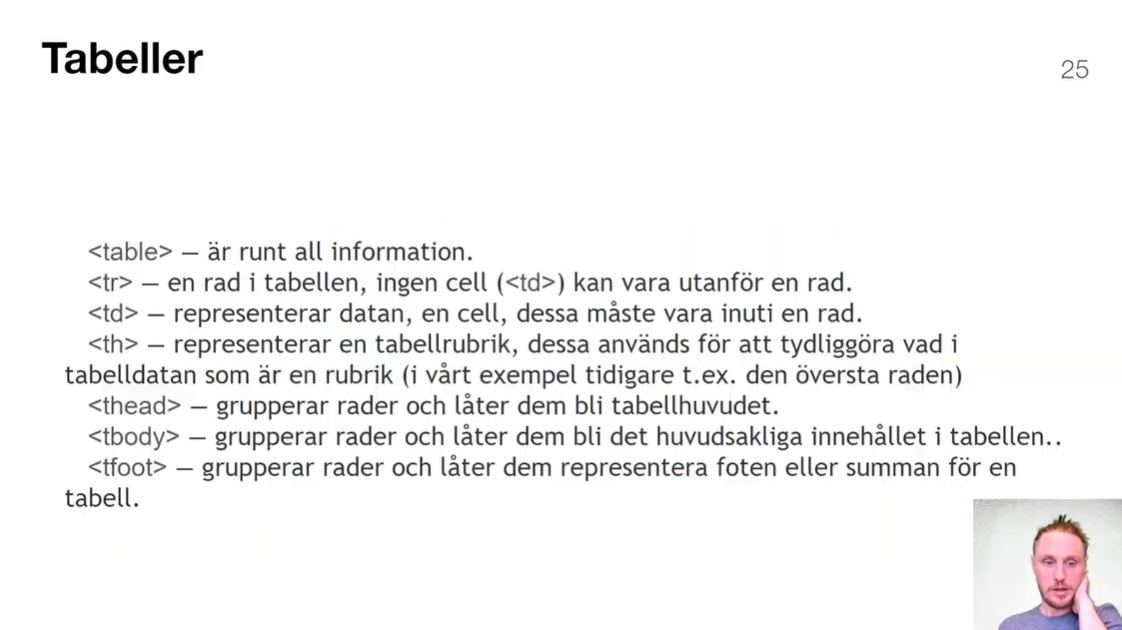 Tabeller
25
<table> — är runt all information.
<tr> — en rad i tabellen, ingen cell (<td>) kan vara utanför en rad.
<td> — representerar datan, en cell, dessa måste vara inuti en rad.
<th> — representerar en tabellrubrik, dessa används för att tydliggöra vad i
tabelldatan som är en rubrik (i vårt exempel tidigare t.ex. den översta raden)
<thead> — grupperar rader och låter dem bli tabellhuvudet.
<tbody> — grupperar rader och låter dem bli det huvudsakliga innehållet i tabellen..
<tfoot> — grupperar rader och låter dem representera foten eller summan för en
tabell.